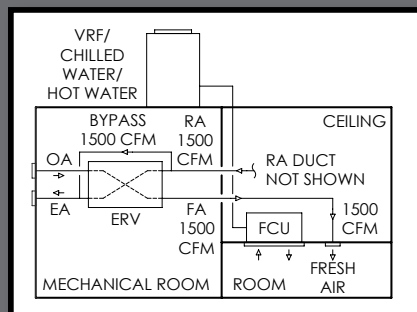 VRF/
CHILLED
WATER/
HOT WATER
BYPASS
1500 CFM
RA
1500
CFM
CEILING
OA
EA
ERV
RA DUCT
NOT SHOWN
FA
1500
CFM
FCU
1500
CFM
MECHANICAL ROOM
ROOM
FRESH
AIR